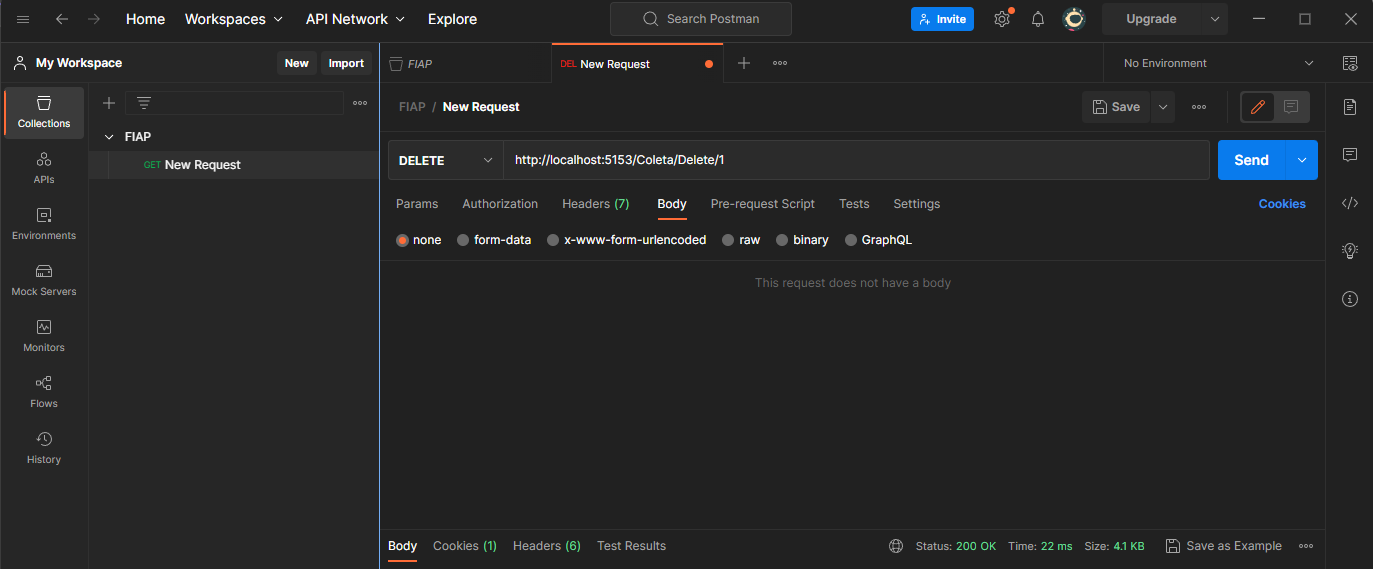 Home Workspaces API Network Explore Search Postman Invite Upgrade
My Workspace New Import FIAP DEL New Request No Environment
Collections
APIs
Environments
Mock Servers
Monitors
Flows
History
FIAP
GET New Request
FIAP / New Request Save
DELETE http://localhost:5153/Coleta/Delete/1 Send
Params Authorization Headers (7) Body Pre-request Script Tests Settings Cookies
none form-data x-www-form-urlencoded raw binary GraphQL
This request does not have a body
Body Cookies (1) Headers (6) Test Results Status: 200 OK Time: 22 ms Size: 4.1 KB Save as Example